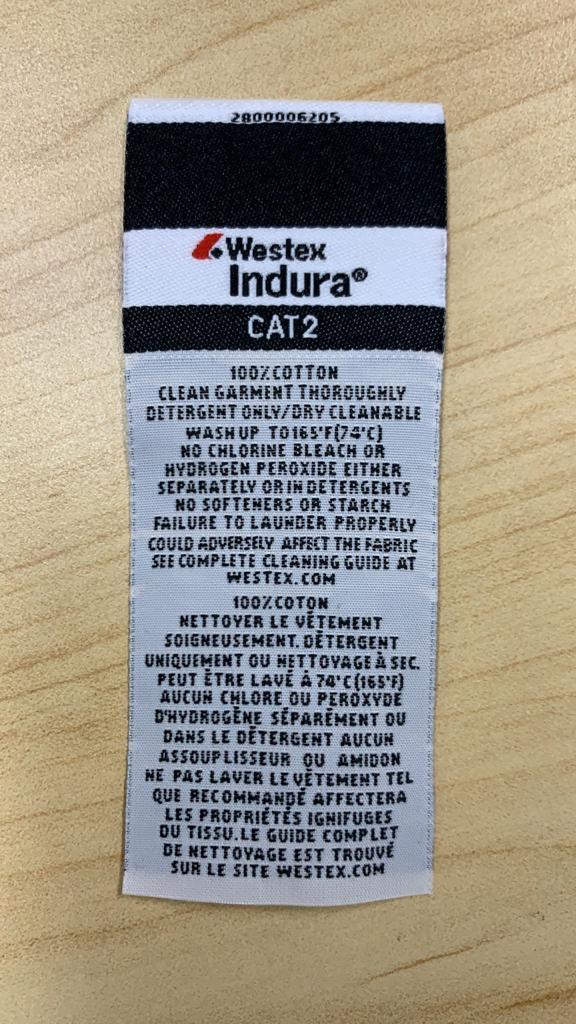 2800006205
Westex
Indura®
CAT2
100%COTTON
CLEAN GARMENT THOROUGHLY
DETERGENT ONLY/DRY CLEANABLE
WASH UP TO165°F(74°C)
NO CHLORINE BLEACH OR
HYDROGEN PEROXIDE EITHER
SEPARATELY OR IN DETERGENTS
NO SOFTENERS OR STARCH
FAILURE TO LAUNDER PROPERLY
COULD ADVERSELY AFFECT THE FABRIC
SEE COMPLETE CLEANING GUIDE AT
WESTEX.COM
100%COTON
NETTOYER LE VÊTEMENT
SOIGNEUSEMENT. DÉTERGENT
UNIQUEMENT OU NETTOYAGE À SEC.
PEUT ÊTRE LAVÉ À 74°C(165°F)
AUCUN CHLORE OU PEROXYDE
D'HYDROGÈNE SÉPARÉMENT OU
DANS LE DÉTERGENT AUCUN
ASSOUPLISSEUR OU AMIDON
NE PAS LAVER LE VÊTEMENT TEL
QUE RECOMMANDÉ AFFECTERA
LES PROPRIÉTÉS IGNIFUGES
DU TISSU.LE GUIDE COMPLET
DE NETTOYAGE EST TROUVÉ
SUR LE SITE WESTEX.COM